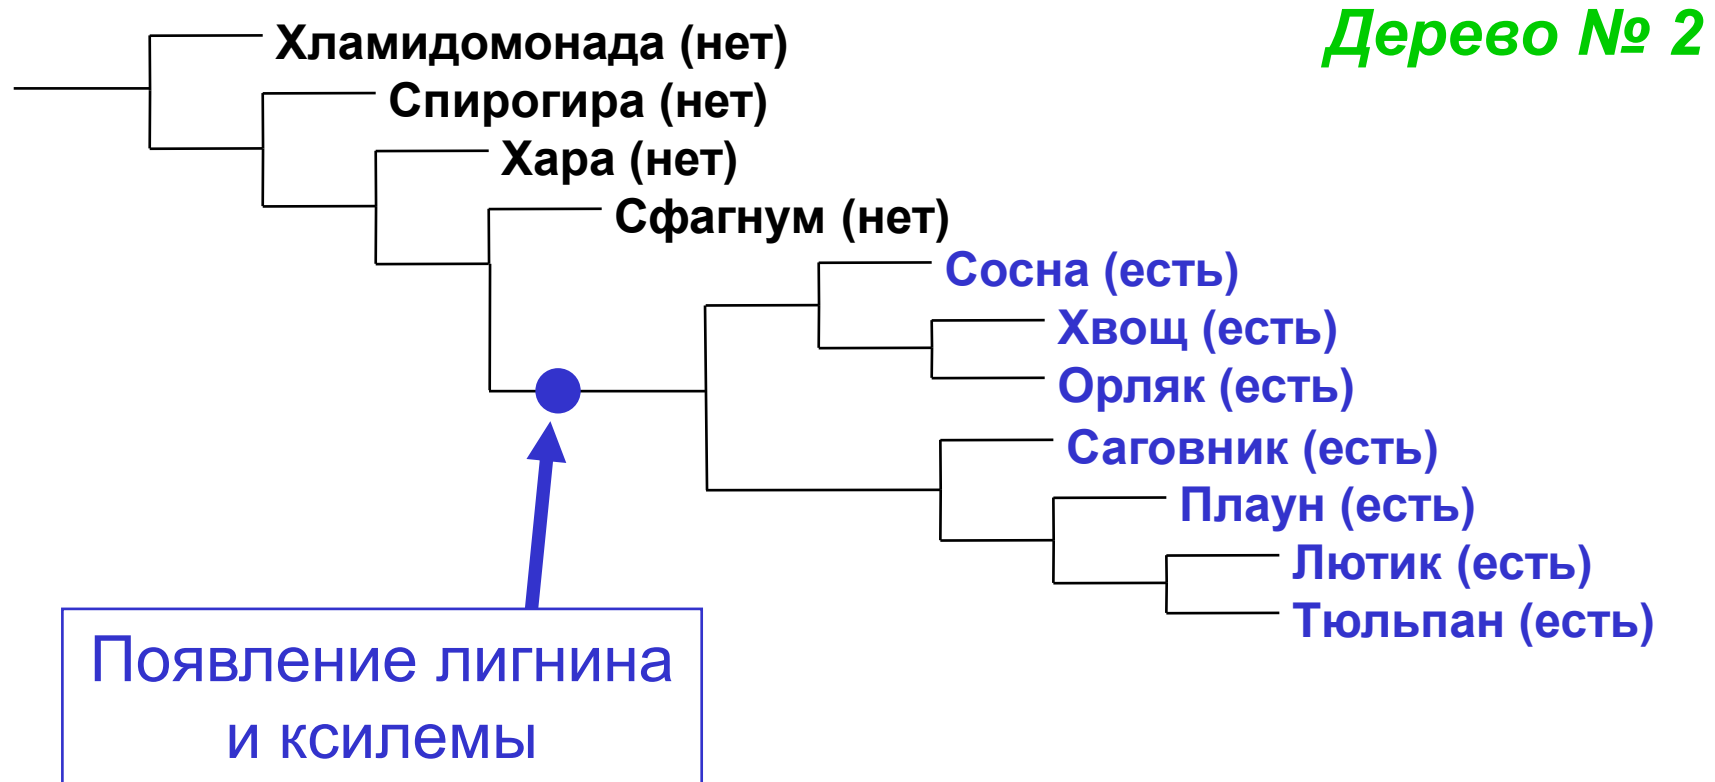 Дерево № 2
Хламидомонада (нет)
Спирогира (нет)
Хара (нет)
Сфагнум (нет)
Сосна (есть)
Хвощ (есть)
Орляк (есть)
Саговник (есть)
Плаун (есть)
Лютик (есть)
Тюльпан (есть)
Появление лигнина
и ксилемы